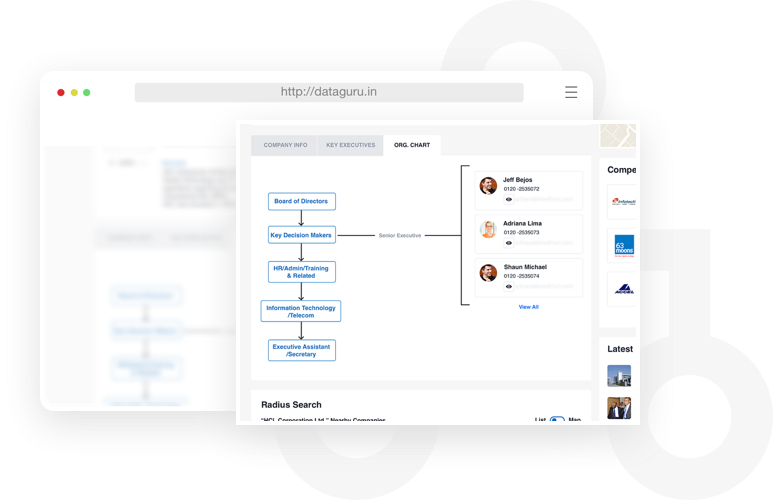 http://dataguru.in
COMPANY INFO
KEY EXECUTIVES
ORG. CHART
Board of Directors
Key Decision Makers
Senior Executive
HR/Admin/Training
& Related
Information Technology
/Telecom
Executive Assistant
/Secretary
Jeff Bejos
0120 -2535072
Adriana Lima
0120 -2535073
Shaun Michael
0120 -2535074
View All
Compe
63
moons
ACCEL
Latest
Radius Search
"HCL Corporation Ltd." Nearby Companies
List
Map